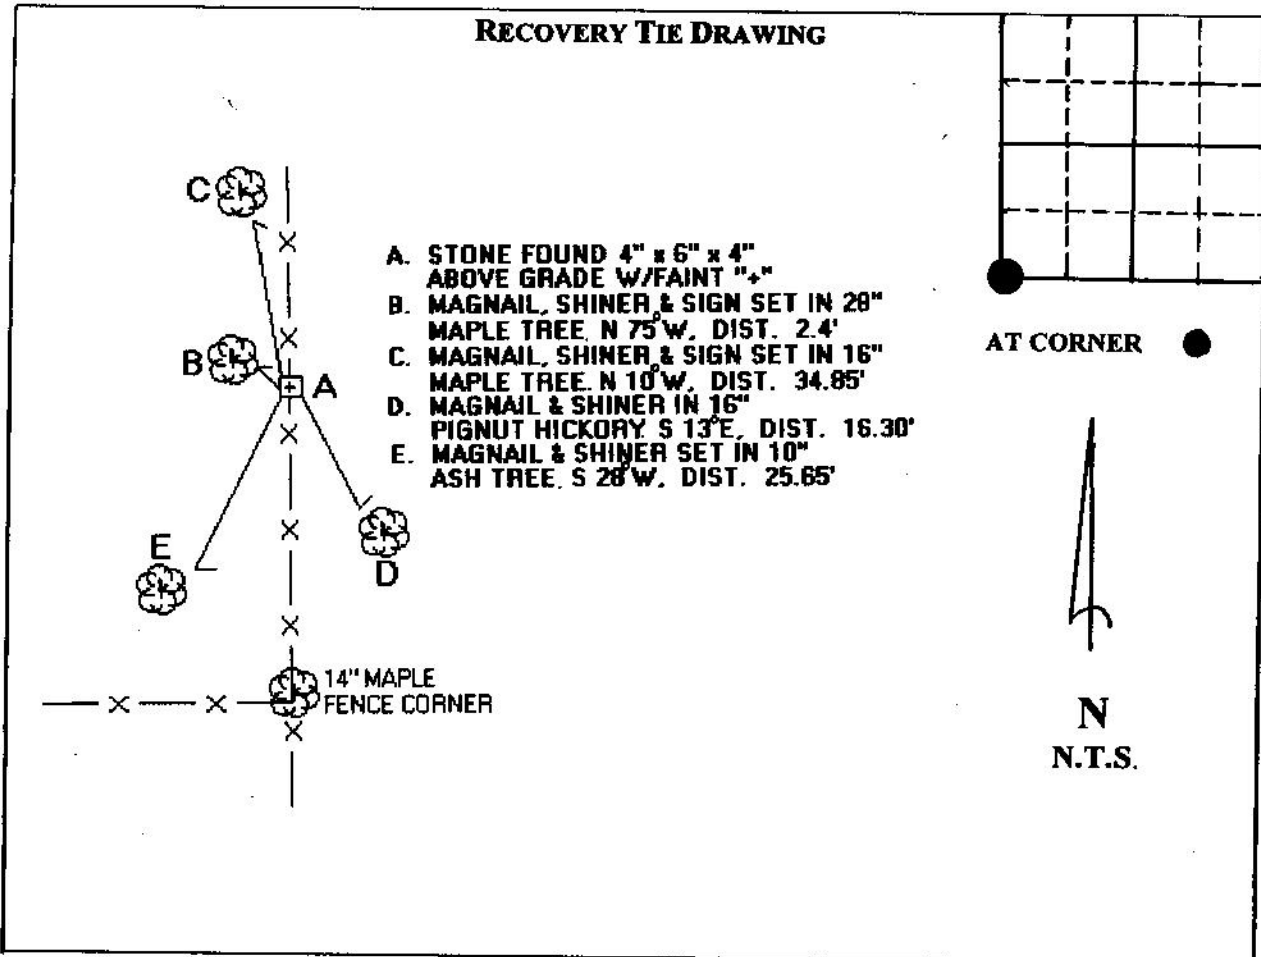 RECOVERY TIE DRAWING
C
B
A
E
D
A. STONE FOUND 4" x 6" x 4"
ABOVE GRADE W/FAINT "+"
B. MAGNAIL, SHINER, & SIGN SET IN 28"
MAPLE TREE, N 75°W, DIST. 2.4'
C. MAGNAIL, SHINER, & SIGN SET IN 16"
MAPLE TREE, N 10°W, DIST. 34.85'
D. MAGNAIL & SHINER IN 16"
PIGNUT HICKORY, S 13°E, DIST. 16.30'
E. MAGNAIL & SHINER SET IN 10"
ASH TREE, S 28°W, DIST. 25.65'
14" MAPLE
FENCE CORNER
AT CORNER
N
N.T.S.